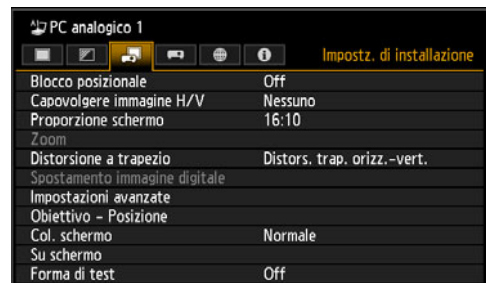 PC analogico 1
Impostz. di installazione
Blocco posizionale Off
Capovolgere immagine H/V Nessuno
Proporzione schermo 16:10
Zoom
Distorsione a trapezio Distors. trap. orizz.-vert.
Spostamento immagine digitale
Impostazioni avanzate
Obiettivo - Posizione
Col. schermo Normale
Su schermo
Forma di test Off